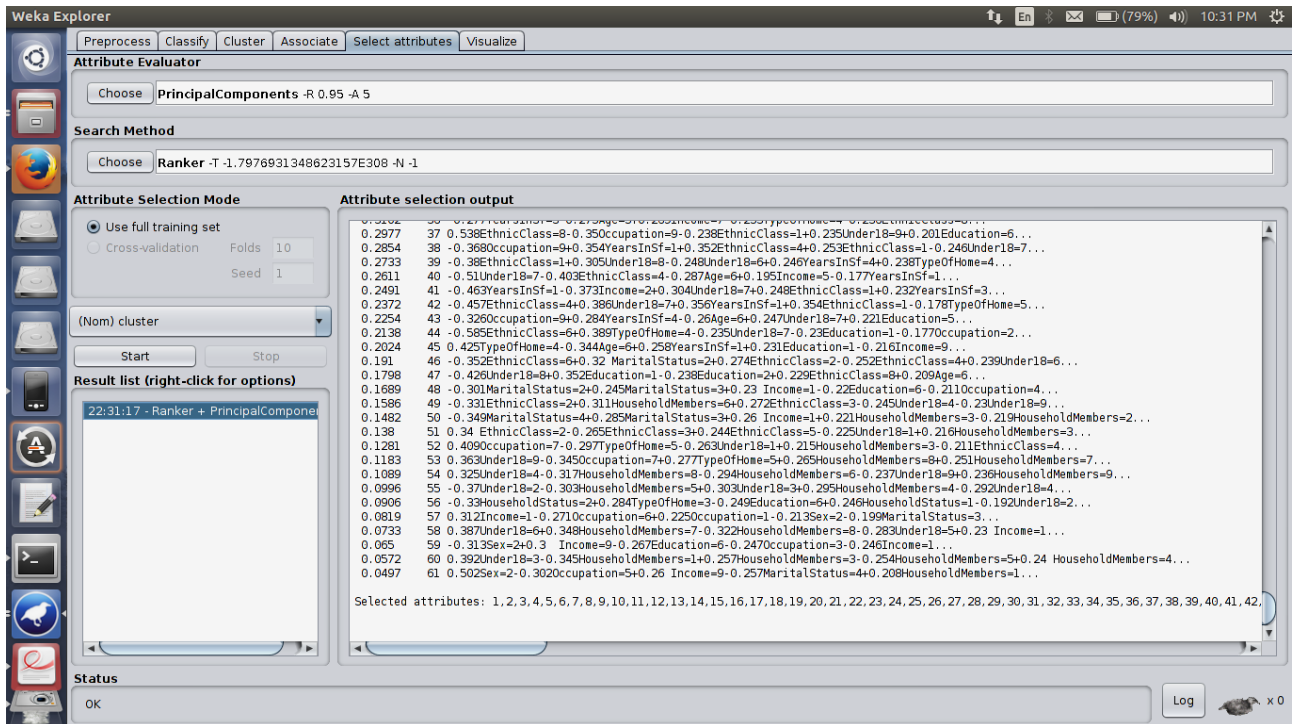 Weka Explorer
En (79%) 10:31 PM
Preprocess Classify Cluster Associate Select attributes Visualize
Attribute Evaluator
Choose PrincipalComponents -R 0.95 -A 5
Search Method
Choose Ranker -T -1.7976931348623157E308 -N -1
Attribute Selection Mode
Use full training set
Cross-validation Folds 10
Seed 1
(Nom) cluster
Start Stop
Result list (right-click for options)
22:31:17 - Ranker + PrincipalComponer
Attribute selection output
0.2977 37 0.538EthnicClass=8-0.35Occupation=9-0.238EthnicClass=1+0.235Under18=9+0.201Education=6...
0.2854 38 -0.368Occupation=9+0.354YearsInSf=1+0.352EthnicClass=4+0.253EthnicClass=1-0.246Under18=7...
0.2733 39 -0.38EthnicClass=1+0.305Under18=8-0.248Under18=6+0.246YearsInSf=4+0.238TypeOfHome=4...
0.2611 40 -0.51Under18=7-0.403EthnicClass=4-0.287Age=6+0.195Income=5-0.177YearsInSf=1...
0.2491 41 -0.463YearsInSf=1-0.373Income=2+0.304Under18=7+0.248EthnicClass=1+0.232YearsInSf=3...
0.2372 42 -0.457EthnicClass=4+0.386Under18=7+0.356YearsInSf=1+0.354EthnicClass=1-0.178TypeOfHome=5...
0.2254 43 -0.326Occupation=9+0.284YearsInSf=4-0.26Age=6+0.247Under18=7+0.221Education=5...
0.2138 44 -0.585EthnicClass=6+0.389TypeOfHome=4-0.235Under18=7-0.23Education=1-0.177Occupation=2...
0.2024 45 0.425TypeOfHome=4-0.344Age=6+0.258YearsInSf=1+0.231Education=1-0.216Income=9...
0.191 46 -0.352EthnicClass=6+0.32 MaritalStatus=2+0.274EthnicClass=2-0.252EthnicClass=4+0.239Under18=6...
0.1798 47 -0.426Under18=8+0.352Education=1-0.238Education=2+0.229EthnicClass=8+0.209Age=6...
0.1689 48 -0.301MaritalStatus=2+0.245MaritalStatus=3+0.23 Income=1-0.22Education=6-0.211Occupation=4...
0.1586 49 -0.331EthnicClass=2+0.311HouseholdMembers=6+0.272EthnicClass=3-0.245Under18=4-0.23Under18=9...
0.1482 50 -0.349MaritalStatus=4+0.285MaritalStatus=3+0.26 Income=1+0.221HouseholdMembers=3-0.219HouseholdMembers=2...
0.138 51 0.34 EthnicClass=2-0.265EthnicClass=3+0.244EthnicClass=5-0.225Under18=1+0.216HouseholdMembers=3...
0.1281 52 0.409Occupation=7-0.297TypeOfHome=5-0.263Under18=1+0.215HouseholdMembers=3-0.211EthnicClass=4...
0.1183 53 0.363Under18=9-0.345Occupation=7+0.277TypeOfHome=5+0.265HouseholdMembers=8+0.251HouseholdMembers=7...
0.1089 54 0.325Under18=4-0.317HouseholdMembers=8-0.294HouseholdMembers=6-0.237Under18=9+0.236HouseholdMembers=9...
0.0996 55 -0.37Under18=2-0.303HouseholdMembers=5+0.303Under18=3+0.295HouseholdMembers=4-0.292Under18=4...
0.0906 56 -0.33HouseholdStatus=2+0.284TypeOfHome=3-0.249Education=6+0.246HouseholdStatus=1-0.192Under18=2...
0.0819 57 0.312Income=1-0.271Occupation=6+0.225Occupation=1-0.213Sex=2-0.199MaritalStatus=3...
0.0733 58 0.387Under18=6+0.348HouseholdMembers=7-0.322HouseholdMembers=8-0.283Under18=5+0.23 Income=1...
0.065 59 -0.313Sex=2+0.3 Income=9-0.267Education=6-0.247Occupation=3-0.246Income=1...
0.0572 60 0.392Under18=3-0.345HouseholdMembers=1+0.257HouseholdMembers=3-0.254HouseholdMembers=5+0.24 HouseholdMembers=4...
0.0497 61 0.502Sex=2-0.302Occupation=5+0.26 Income=9-0.257MaritalStatus=4+0.208HouseholdMembers=1...
Selected attributes: 1,2,3,4,5,6,7,8,9,10,11,12,13,14,15,16,17,18,19,20,21,22,23,24,25,26,27,28,29,30,31,32,33,34,35,36,37,38,39,40,41,42,
Status
OK
Log x 0